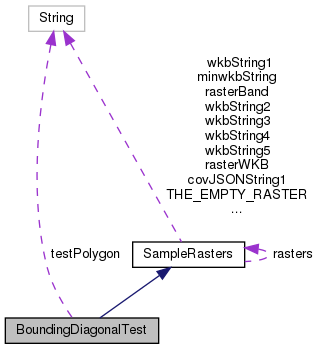 String
wkbString1
minwkbString
rasterBand
wkbString2
wkbString3
wkbString4
wkbString5
rasterWKB
covJSONString1
THE_EMPTY_RASTER
...
testPolygon
SampleRasters
rasters
BoundingDiagonalTest